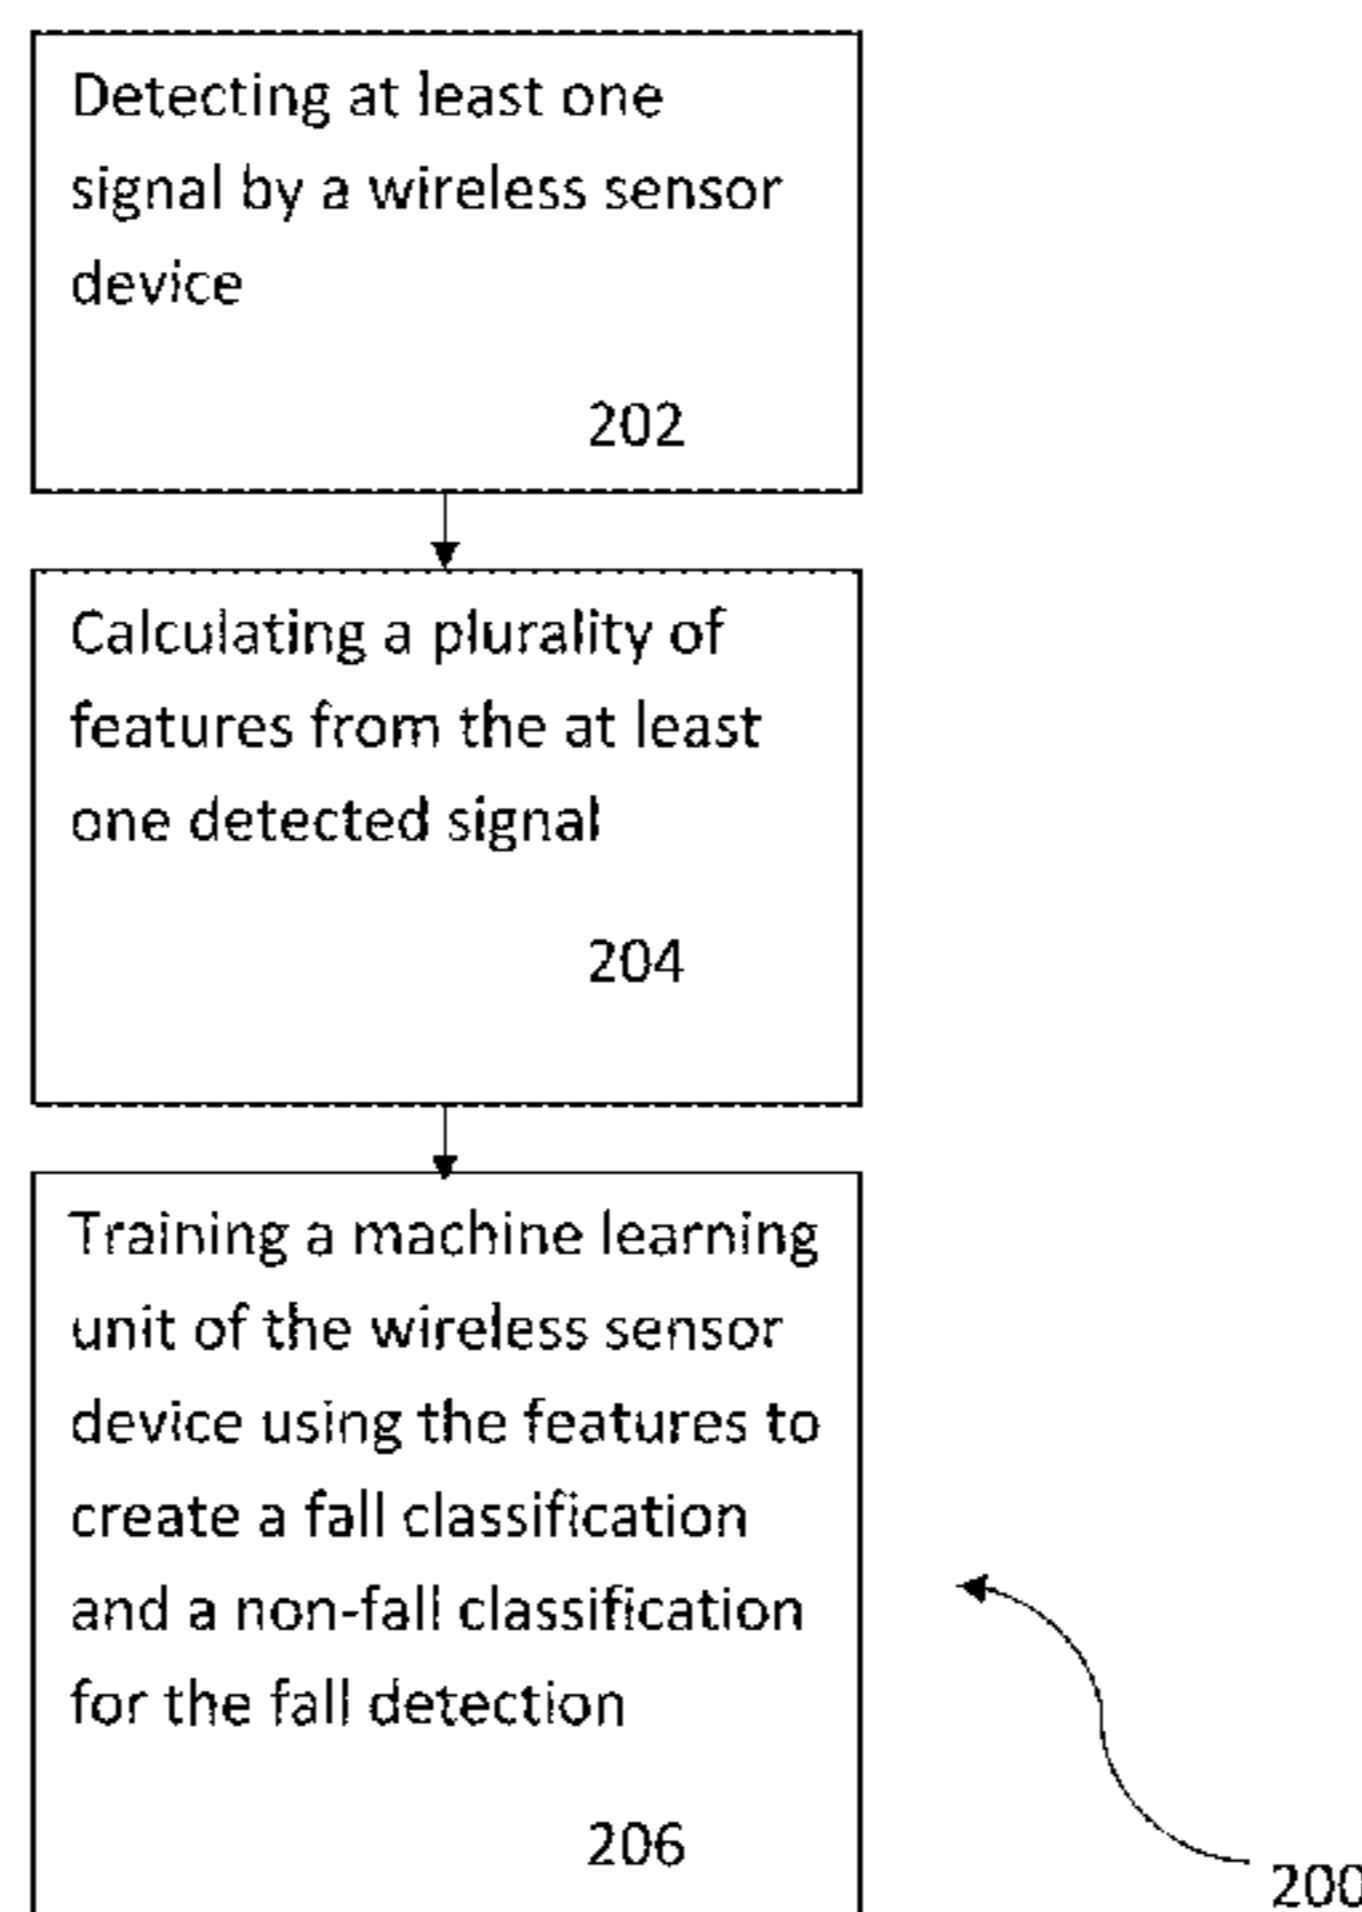 Detecting at least one
signal by a wireless sensor
device
202
Calculating a plurality of
features from the at least
one detected signal
204
Training a machine learning
unit of the wireless sensor
device using the features to
create a fall classification
and a non-fall classification
for the fall detection
206
200